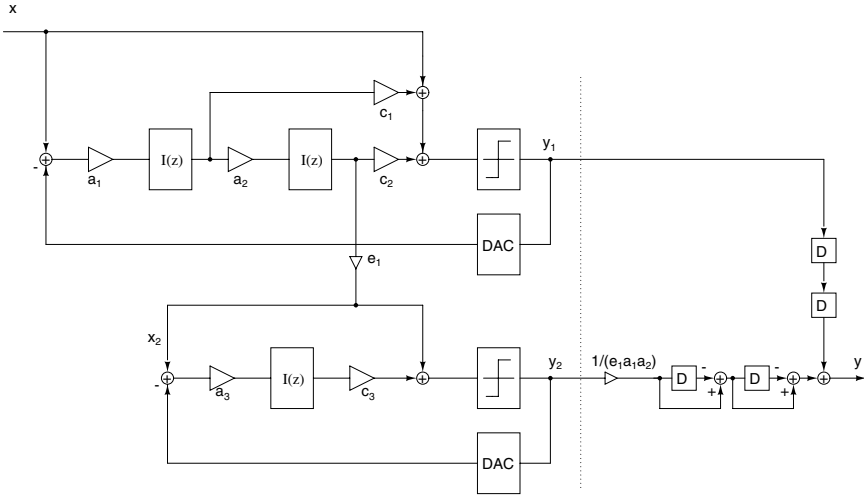 x
c₁
y₁
-
a₁
I(z)
a₂
I(z)
c₂
DAC
e₁
D
D
x₂
y₂
1/(e₁a₁a₂)
y
-
a₃
I(z)
c₃
D
-
+
D
-
+
DAC